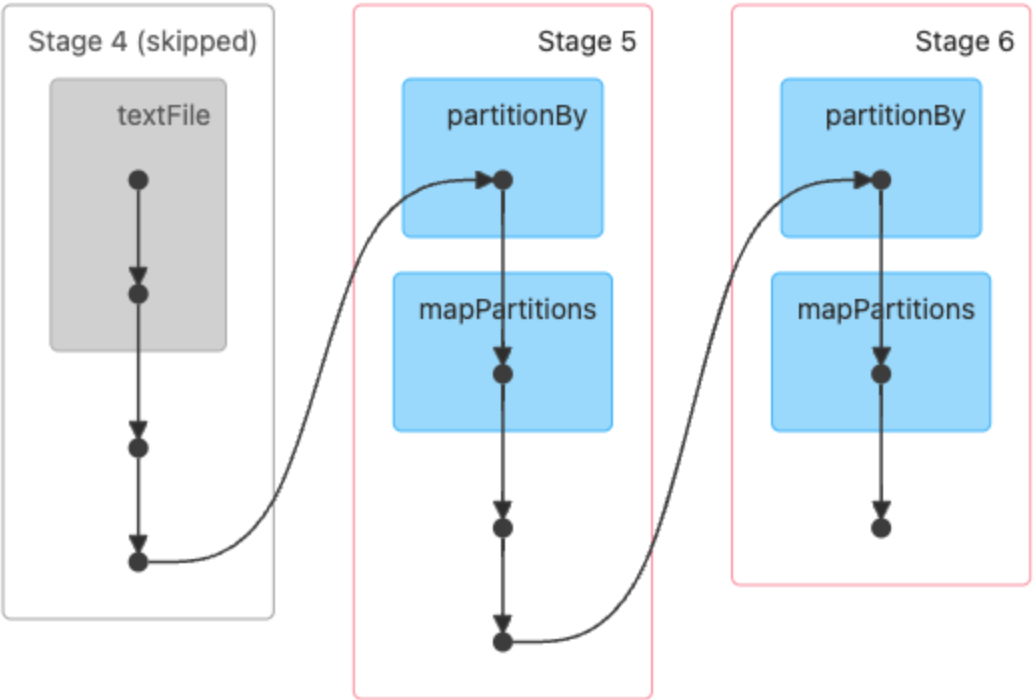 Stage 4 (skipped)
textFile
Stage 5
partitionBy
mapPartitions
Stage 6
partitionBy
mapPartitions